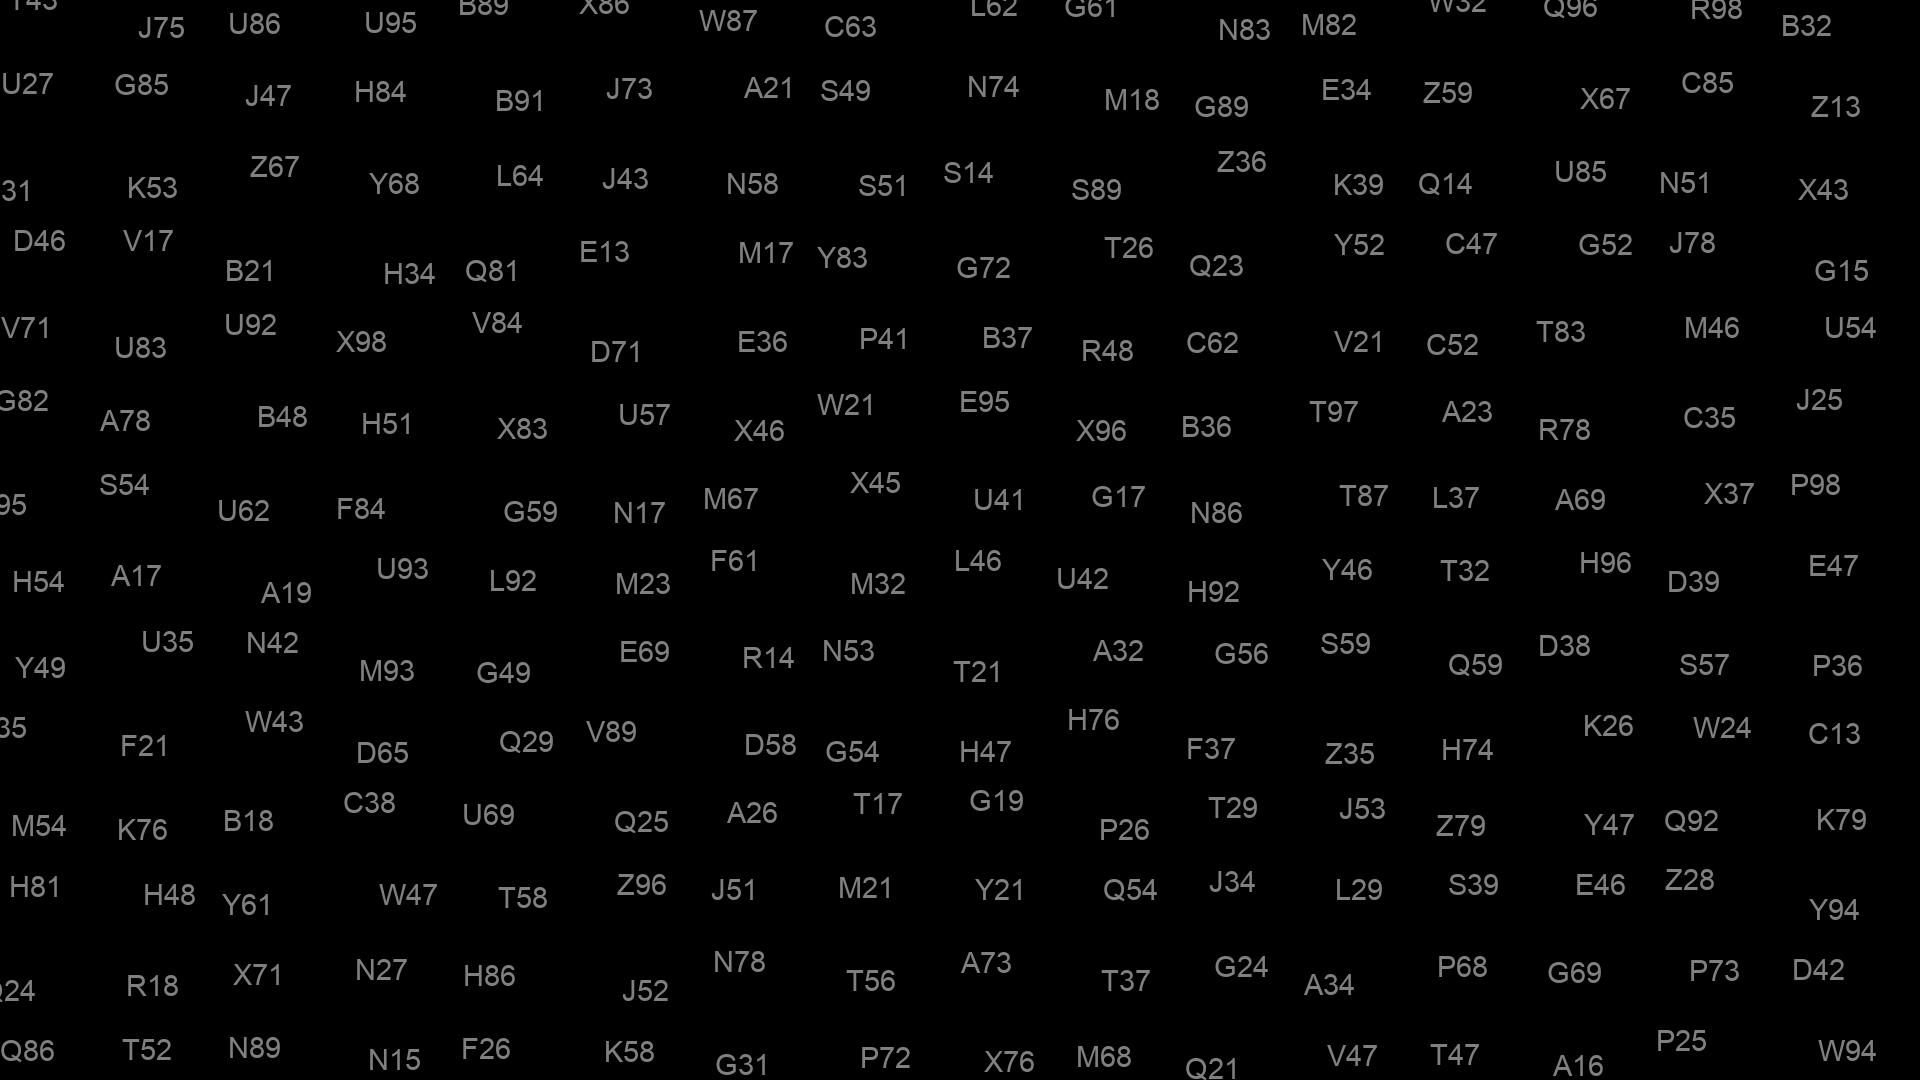 J75 U86 U95 B89 X86 W87 C63 L62 G61 N83 M82 W32 Q96 R98 B32
U27 G85 J47 H84 B91 J73 A21 S49 N74 M18 G89 E34 Z59 X67 C85 Z13
31 K53 Z67 Y68 L64 J43 N58 S51 S14 S89 Z36 K39 Q14 U85 N51 X43
D46 V17 B21 H34 Q81 E13 M17 Y83 G72 T26 Q23 Y52 C47 G52 J78 G15
V71 U83 U92 X98 V84 D71 E36 P41 B37 R48 C62 V21 C52 T83 M46 U54
G82 A78 B48 H51 X83 U57 X46 W21 E95 X96 B36 T97 A23 R78 C35 J25
95 S54 U62 F84 G59 N17 M67 X45 U41 G17 N86 T87 L37 A69 X37 P98
H54 A17 A19 U93 L92 M23 F61 M32 L46 U42 H92 Y46 T32 H96 D39 E47
Y49 U35 N42 M93 G49 E69 R14 N53 T21 A32 G56 S59 Q59 D38 S57 P36
35 F21 W43 D65 Q29 V89 D58 G54 H47 H76 F37 Z35 H74 K26 W24 C13
M54 K76 B18 C38 U69 Q25 A26 T17 G19 P26 T29 J53 Z79 Y47 Q92 K79
H81 H48 Y61 W47 T58 Z96 J51 M21 Y21 Q54 J34 L29 S39 E46 Z28 Y94
24 R18 X71 N27 H86 J52 N78 T56 A73 T37 G24 A34 P68 G69 P73 D42
Q86 T52 N89 N15 F26 K58 G31 P72 X76 M68 Q21 V47 T47 A16 P25 W94